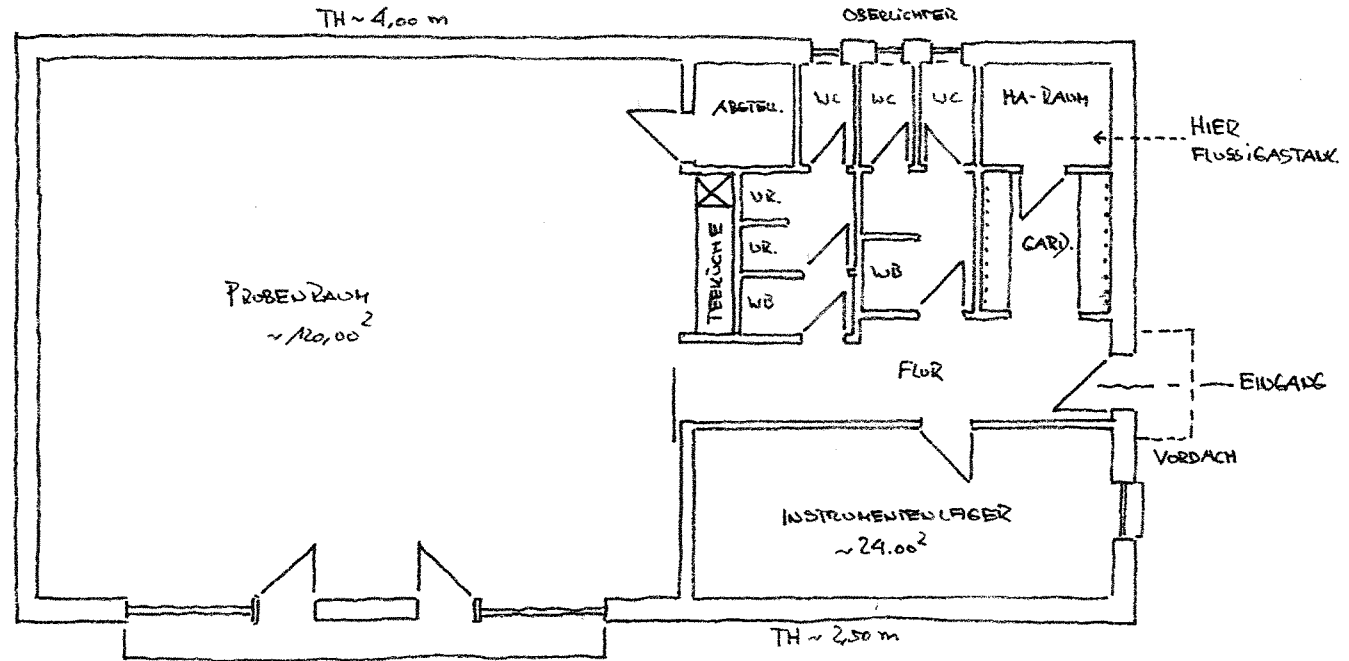 TH ~ 4,00 m
OBERLICHTER
ABSTELL.
WC
WC
WC
HA-RAUM
HIER
FLÜSSIGASTANK
UR.
UR.
WB
TEEKÜCHE
WB
GARD.
PROBENRAUM
~ 120,00²
FLUR
EINGANG
VORDACH
INSTRUMENTENLAGER
~ 24.00²
TH ~ 2,50 m